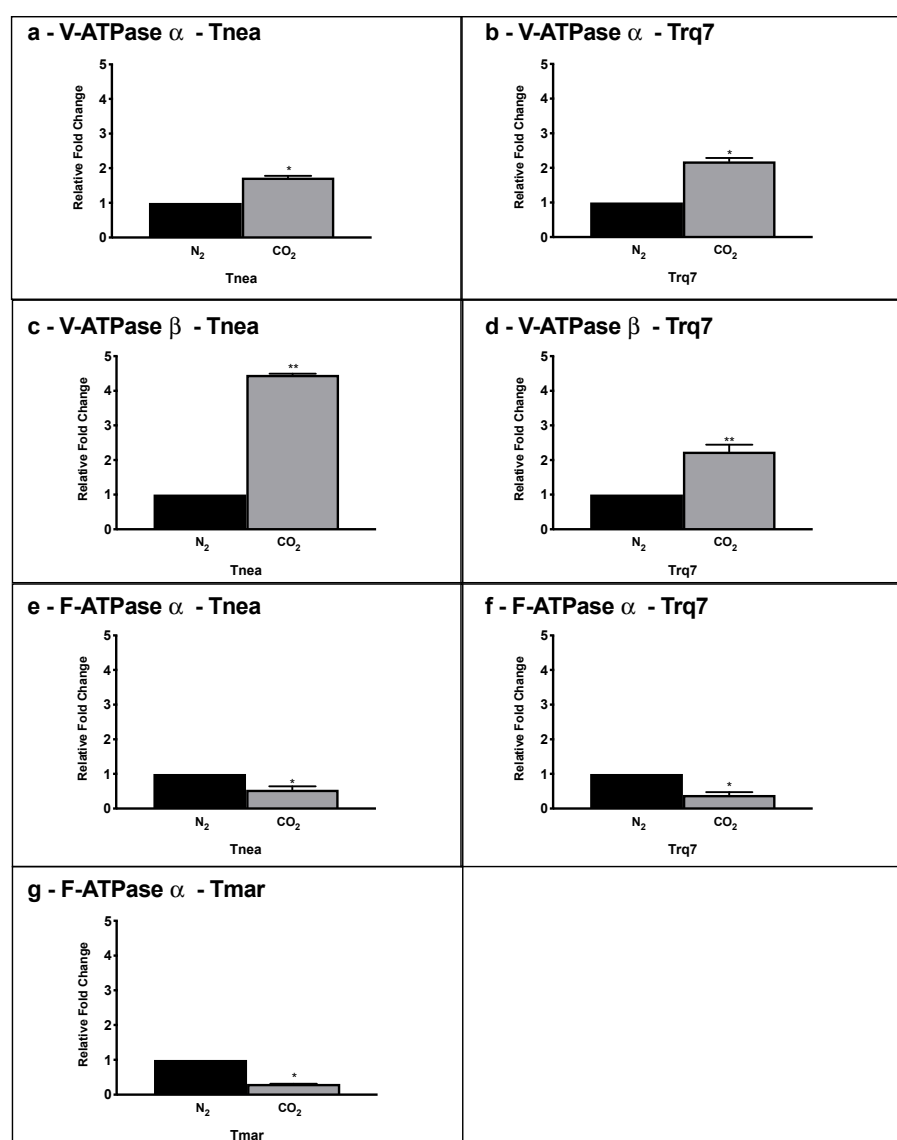 a - V-ATPase α - Tnea
Relative Fold Change
5
4
3
2
1
0
*
N₂ CO₂
Tnea
b - V-ATPase α - Trq7
Relative Fold Change
5
4
3
2
1
0
*
N₂ CO₂
Trq7
c - V-ATPase β - Tnea
Relative Fold Change
5
4
3
2
1
0
**
N₂ CO₂
Tnea
d - V-ATPase β - Trq7
Relative Fold Change
5
4
3
2
1
0
**
N₂ CO₂
Trq7
e - F-ATPase α - Tnea
Relative Fold Change
5
4
3
2
1
0
*
N₂ CO₂
Tnea
f - F-ATPase α - Trq7
Relative Fold Change
5
4
3
2
1
0
*
N₂ CO₂
Trq7
g - F-ATPase α - Tmar
Relative Fold Change
5
4
3
2
1
0
*
N₂ CO₂
Tmar